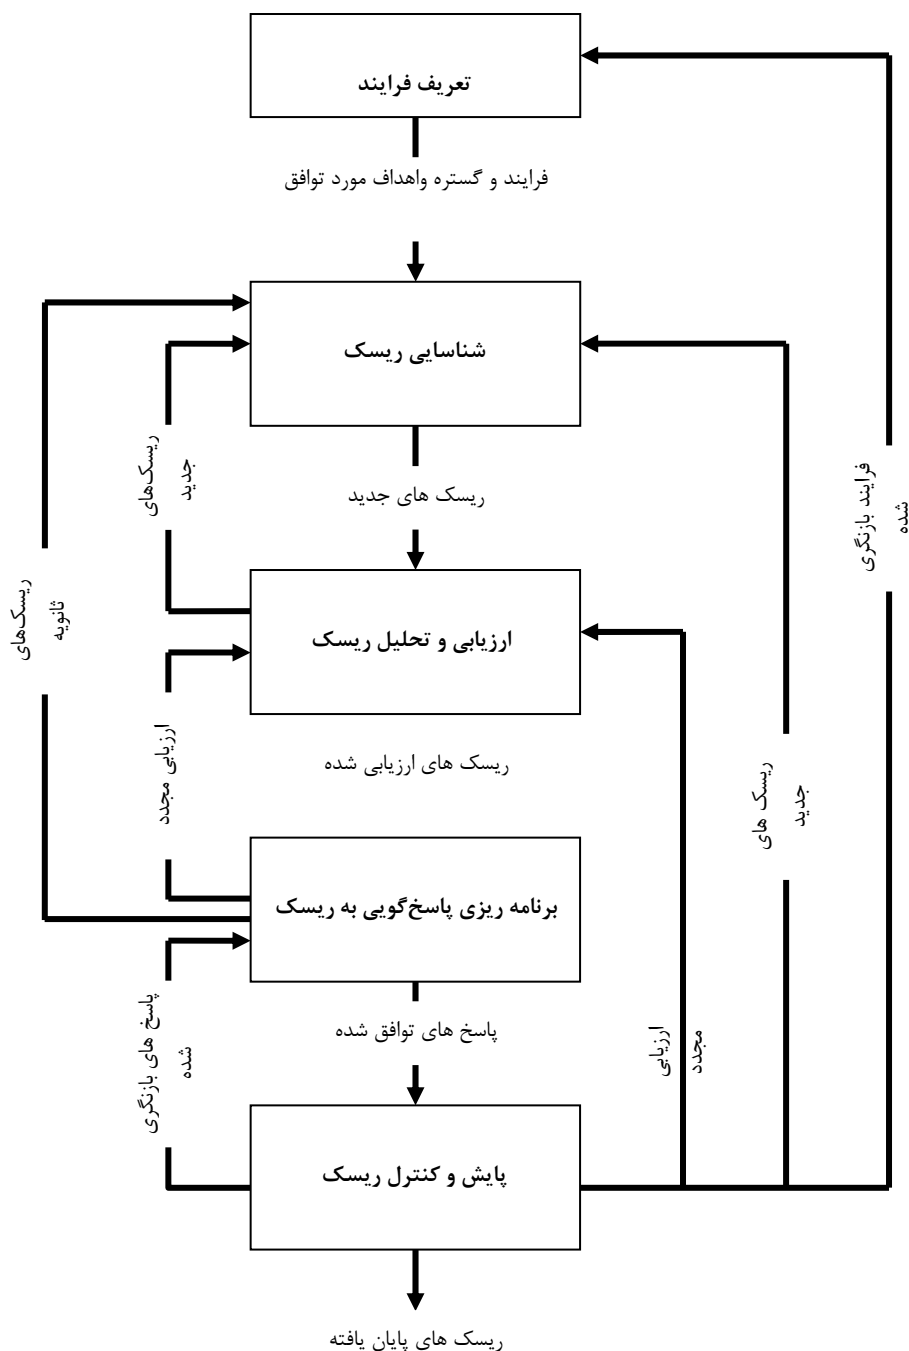 تعریف فرایند
فرایند و گستره واهداف مورد توافق
شناسایی ریسک
ریسک‌های
جدید
ریسک های جدید
فرایند بازنگری
شده
ریسک‌های
ثانویه
ارزیابی و تحلیل ریسک
ارزیابی مجدد
ریسک های ارزیابی شده
ریسک های
جدید
برنامه ریزی پاسخ‌گویی به ریسک
پاسخ های بازنگری
شده
پاسخ های توافق شده
ارزیابی
مجدد
پایش و کنترل ریسک
ریسک های پایان یافته